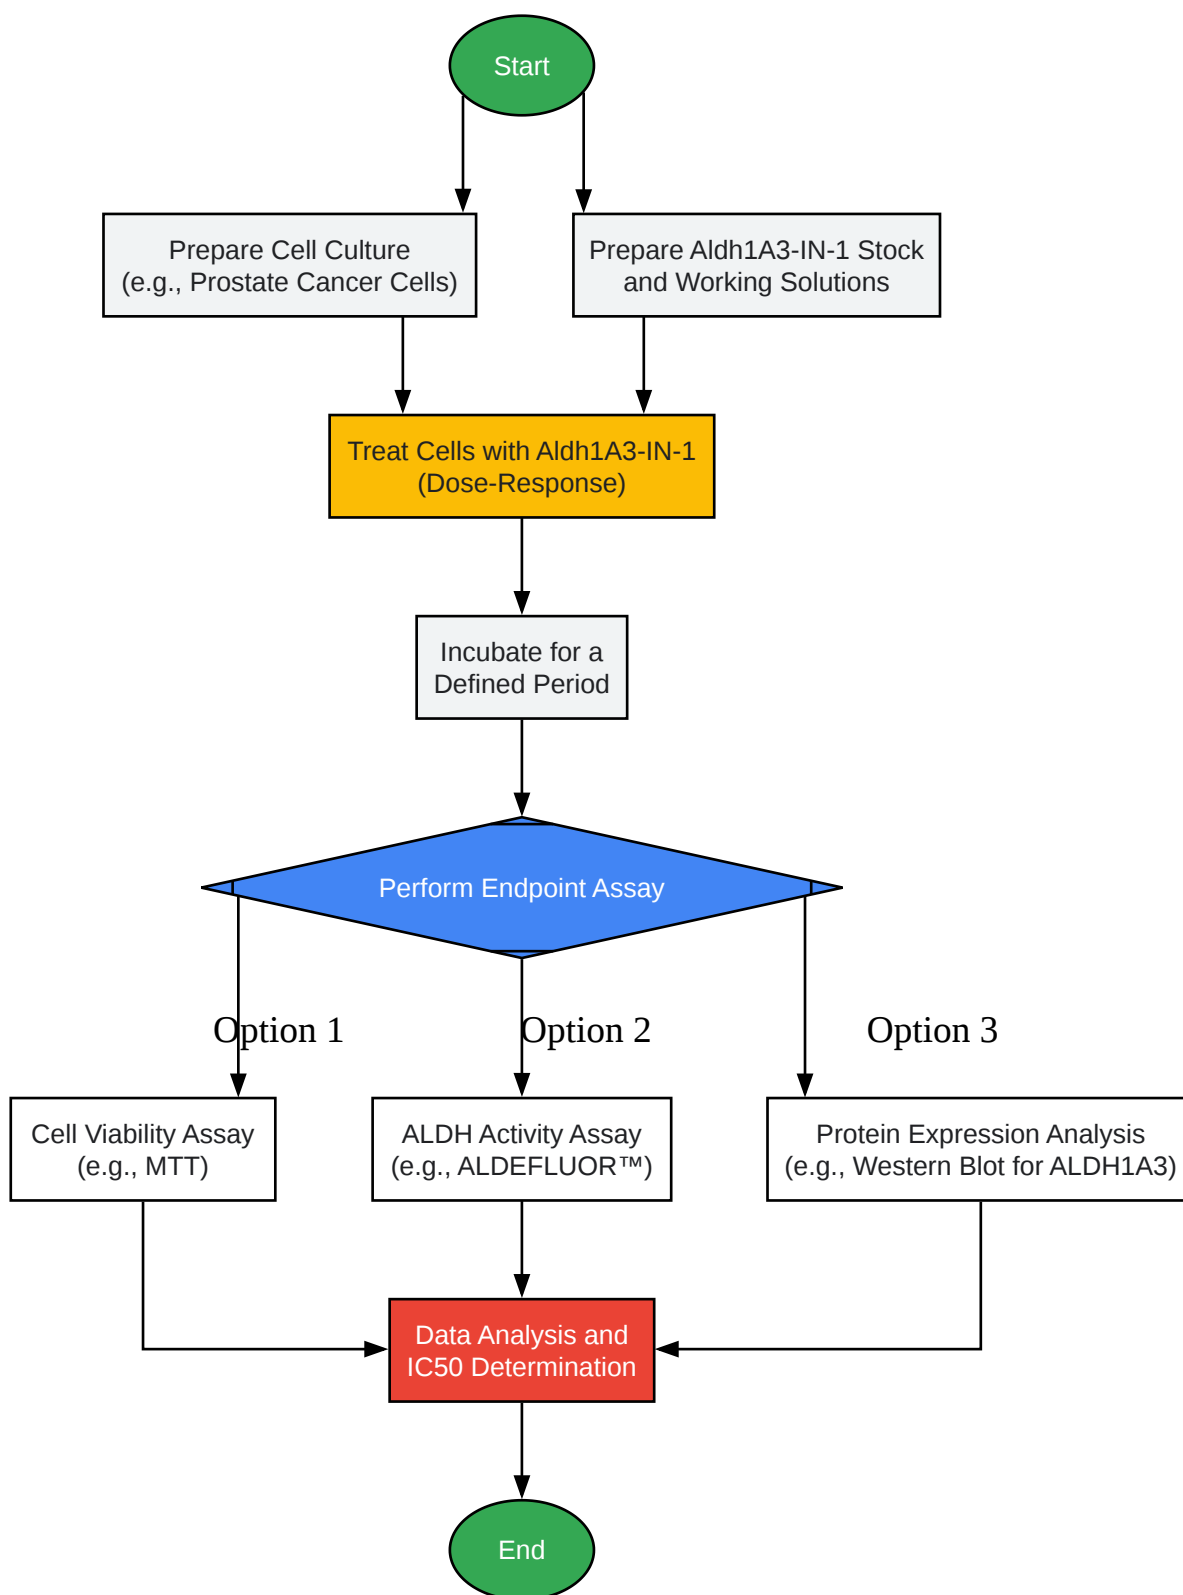 Start
Prepare Cell Culture
(e.g., Prostate Cancer Cells)
Prepare Aldh1A3-IN-1 Stock
and Working Solutions
Treat Cells with Aldh1A3-IN-1
(Dose-Response)
Incubate for a
Defined Period
Perform Endpoint Assay
Option 1
Option 2
Option 3
Cell Viability Assay
(e.g., MTT)
ALDH Activity Assay
(e.g., ALDEFLUOR™)
Protein Expression Analysis
(e.g., Western Blot for ALDH1A3)
Data Analysis and
IC50 Determination
End